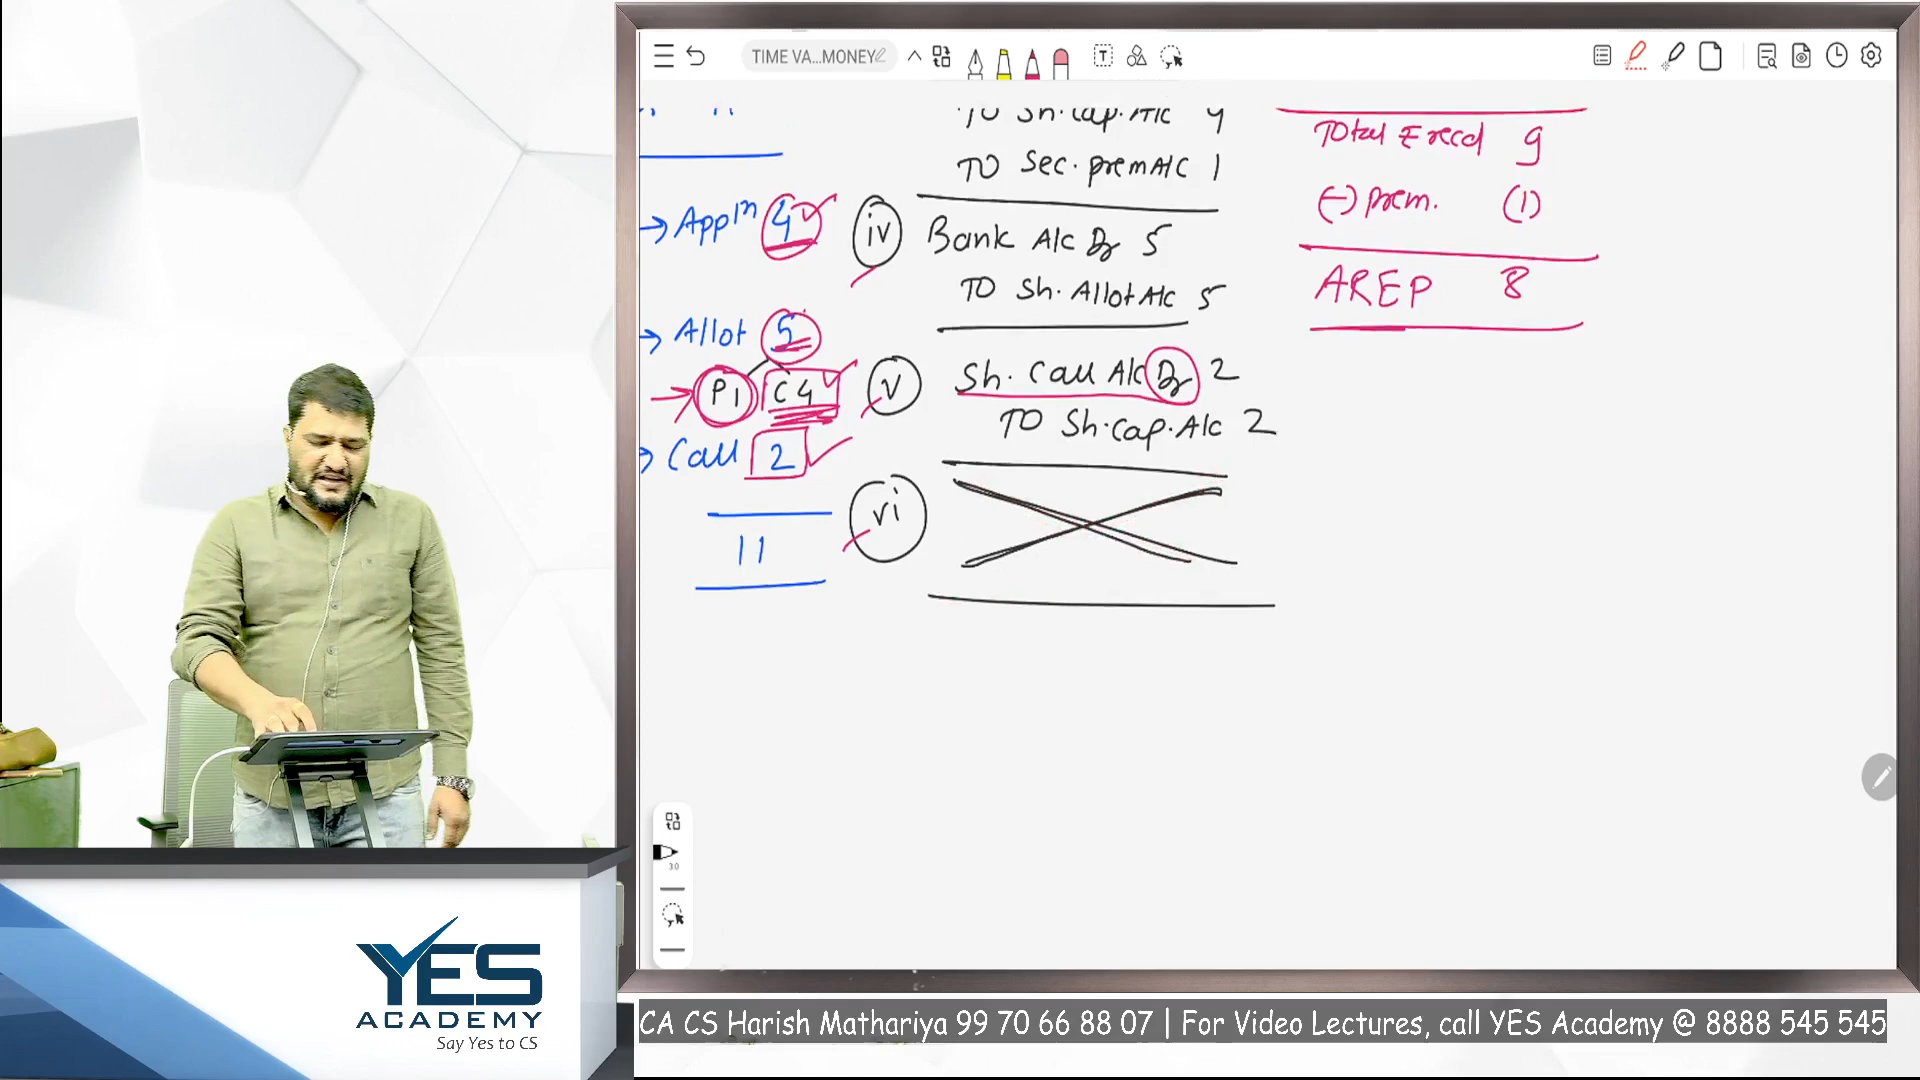 TIME VA...MONEY
To Sh. Cap. A/c 4
To Sec. prem A/c 1
Total ₹ recd 9
(-) prem. (1)
AREP 8
→ Appln 4
iv Bank A/c Dr 5
To Sh. Allot A/c 5
→ Allot 5
→ P1 C4
v Sh. Call A/c Dr 2
To Sh. Cap. A/c 2
→ Call 2
vi
11
3.0
YES
ACADEMY
Say Yes to CS
CA CS Harish Mathariya 99 70 66 88 07 | For Video Lectures, call YES Academy @ 8888 545 545